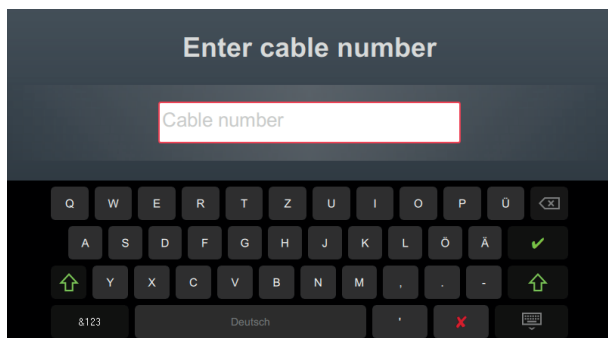 Enter cable number
Cable number
Q W E R T Z U I O P Ü
A S D F G H J K L Ö Ä
Y X C V B N M , . -
&123 Deutsch '